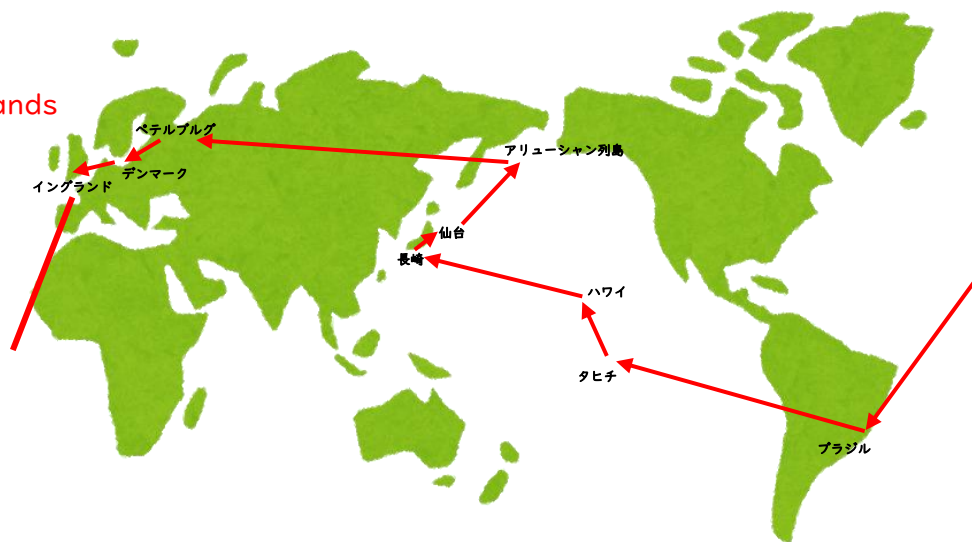 ands
ペテルブルグ
アリューシャン列島
デンマーク
イングランド
仙台
長崎
ハワイ
タヒチ
ブラジル